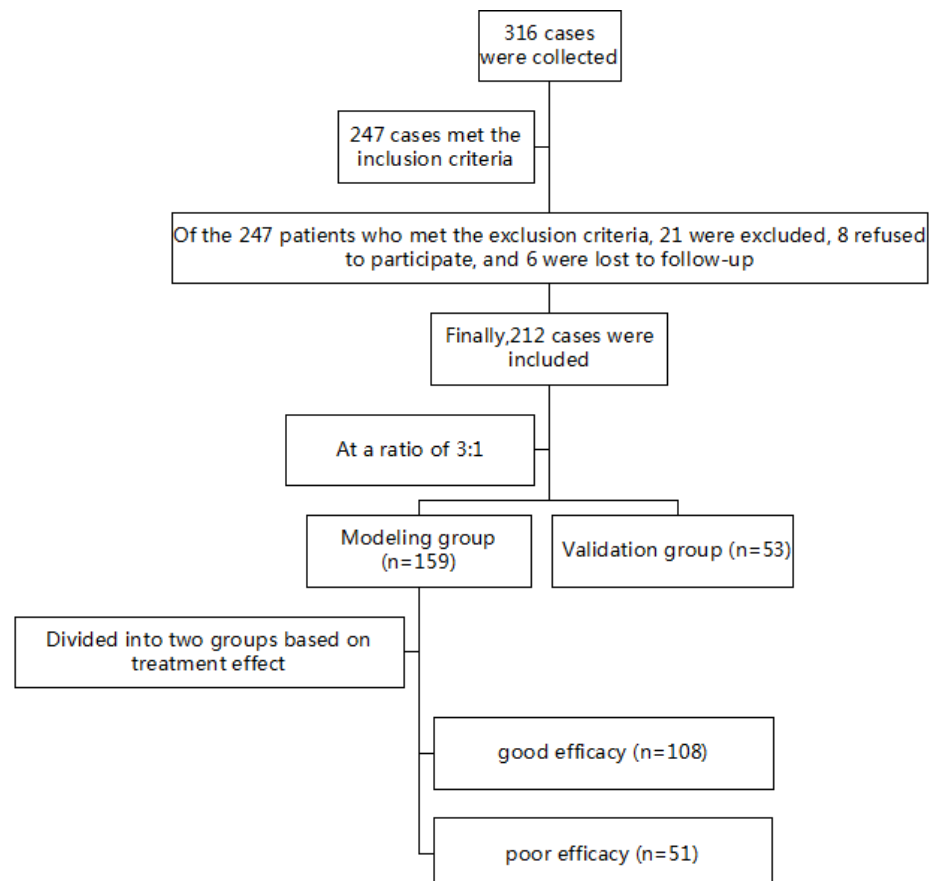 316 cases
were collected
247 cases met the
inclusion criteria
Of the 247 patients who met the exclusion criteria, 21 were excluded, 8 refused
to participate, and 6 were lost to follow-up
Finally,212 cases were
included
At a ratio of 3:1
Modeling group
(n=159)
Validation group (n=53)
Divided into two groups based on
treatment effect
good efficacy (n=108)
poor efficacy (n=51)